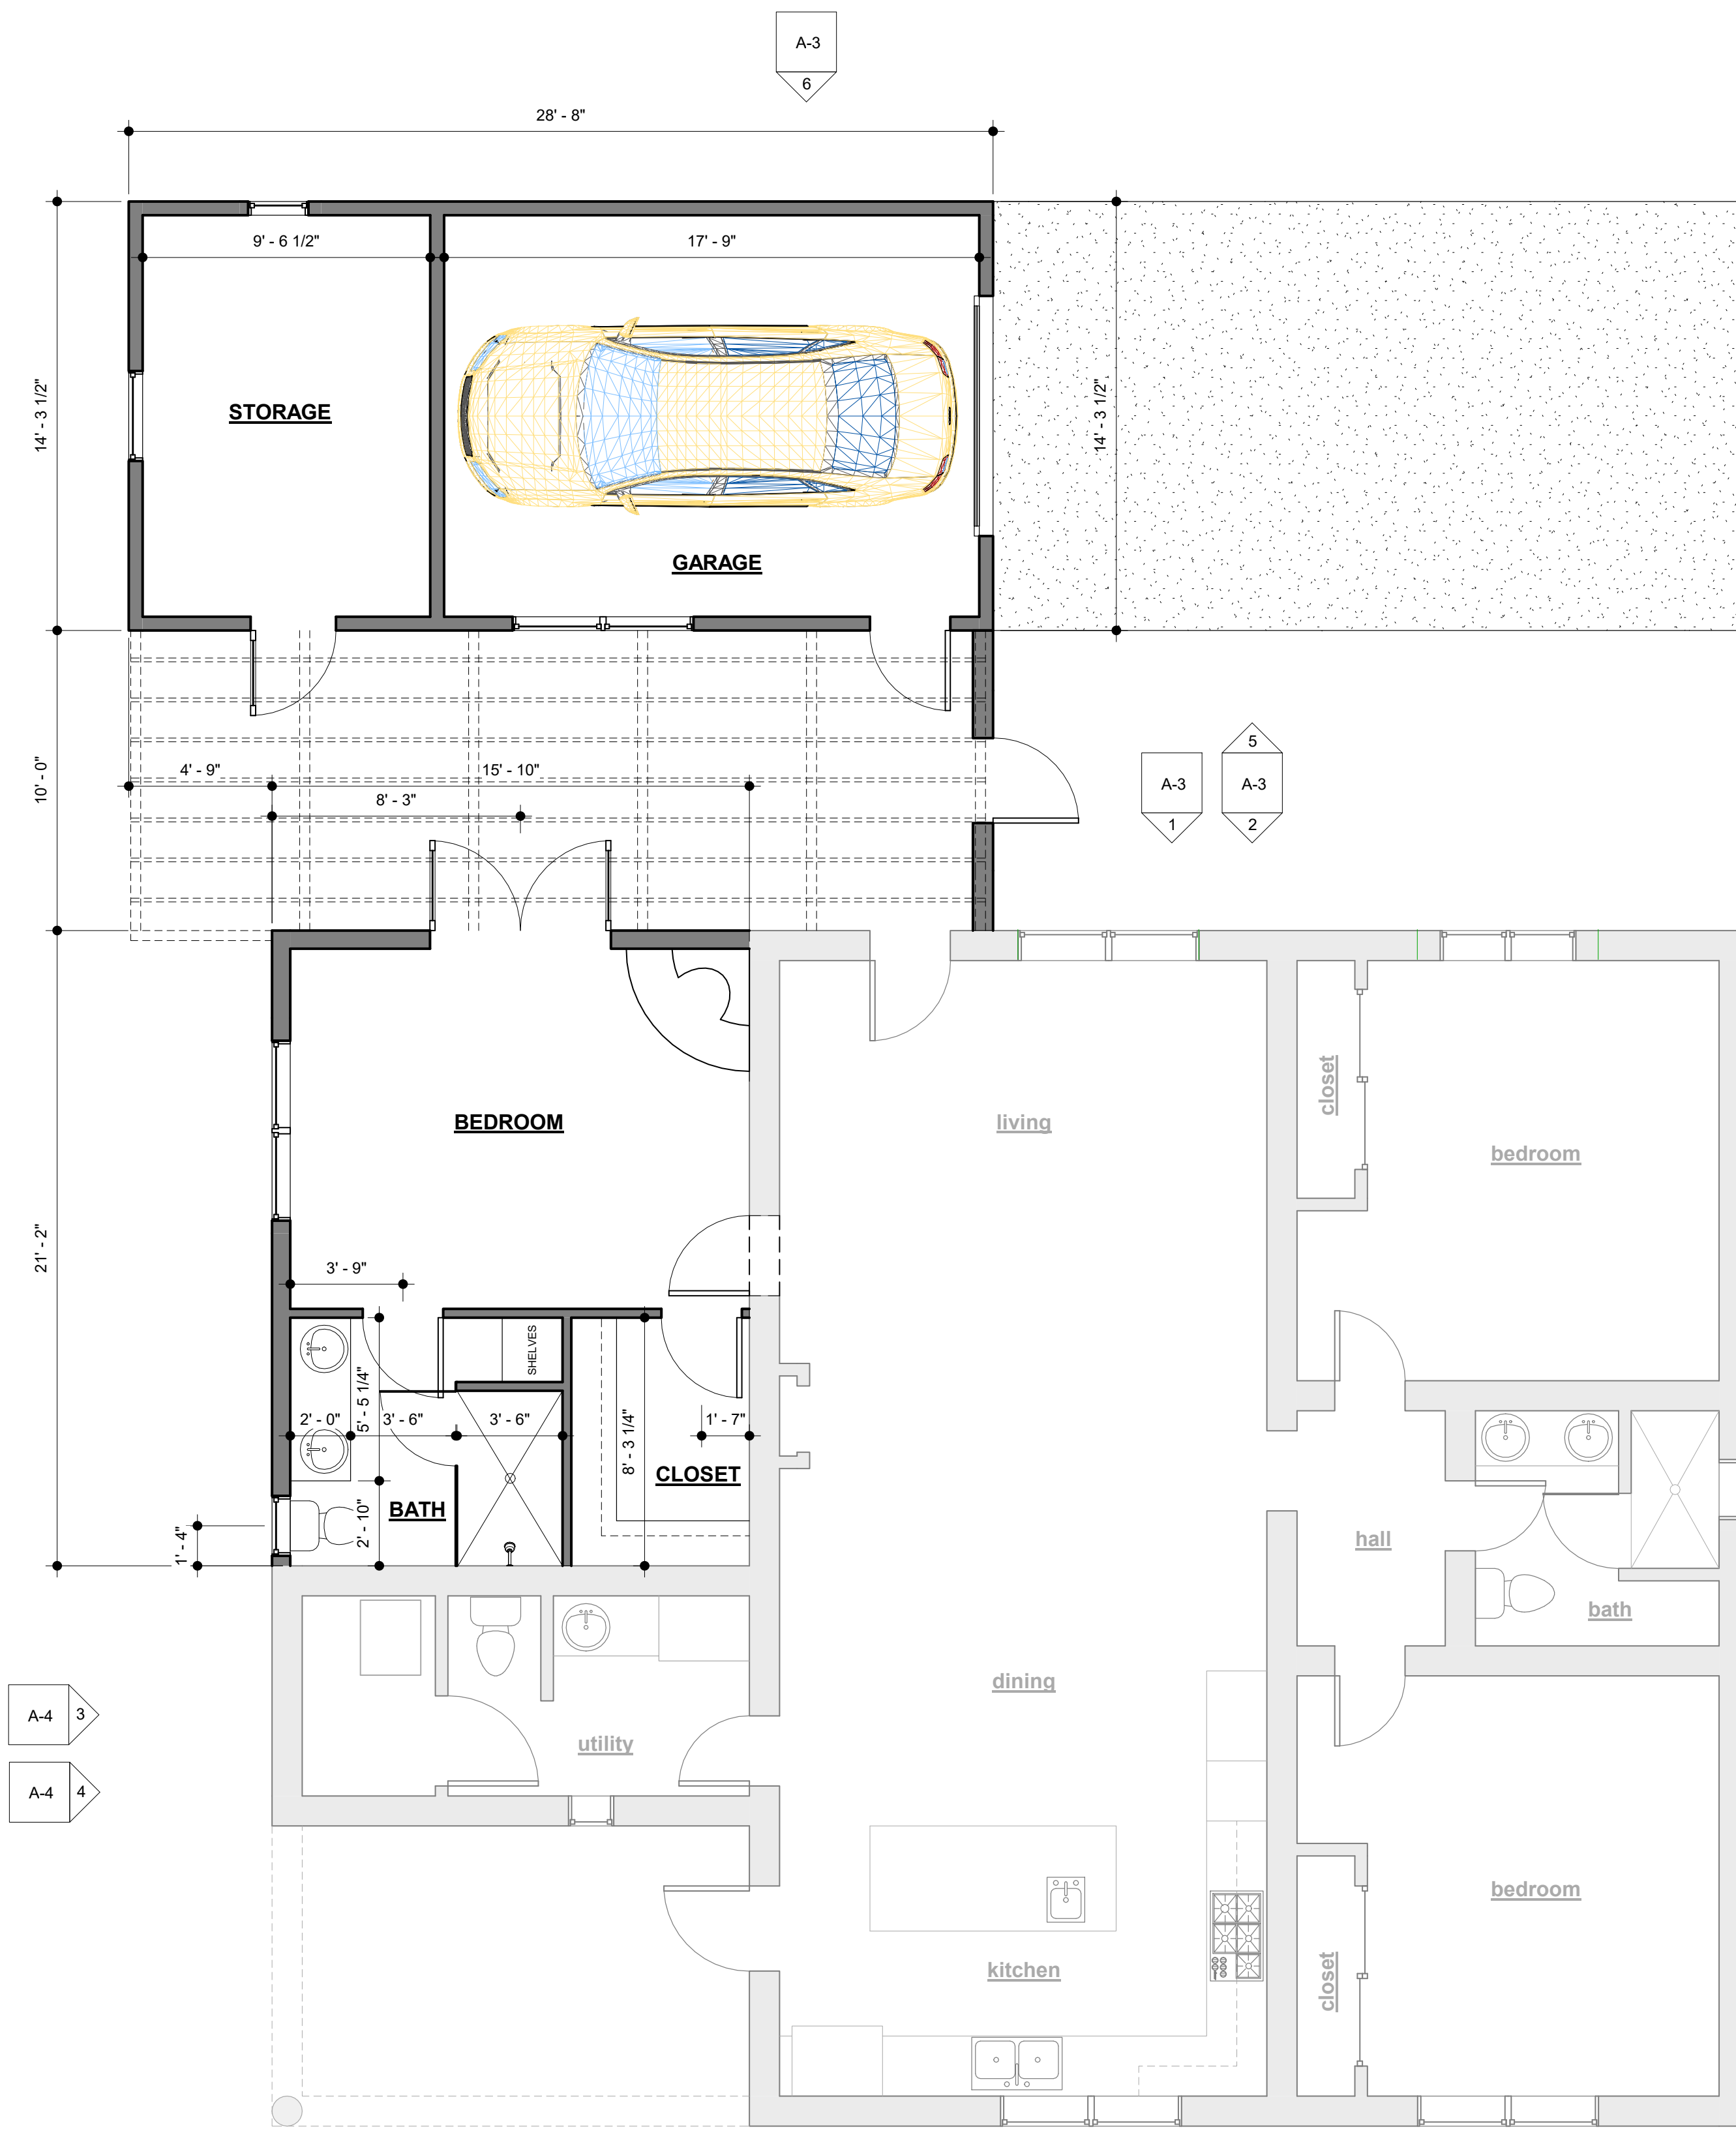 A-3
6
28' - 8"
9' - 6 1/2"
17' - 9"
14' - 3 1/2"
STORAGE
14' - 3 1/2"
GARAGE
10' - 0"
4' - 9"
15' - 10"
8' - 3"
A-3
1
5
A-3
2
BEDROOM
living
closet
bedroom
21' - 2"
3' - 9"
SHELVES
5' - 5 1/4"
2' - 0"
3' - 6"
3' - 6"
8' - 3 1/4"
1' - 7"
CLOSET
BATH
2' - 10"
1' - 4"
hall
bath
dining
utility
A-4
3
A-4
4
bedroom
kitchen
closet